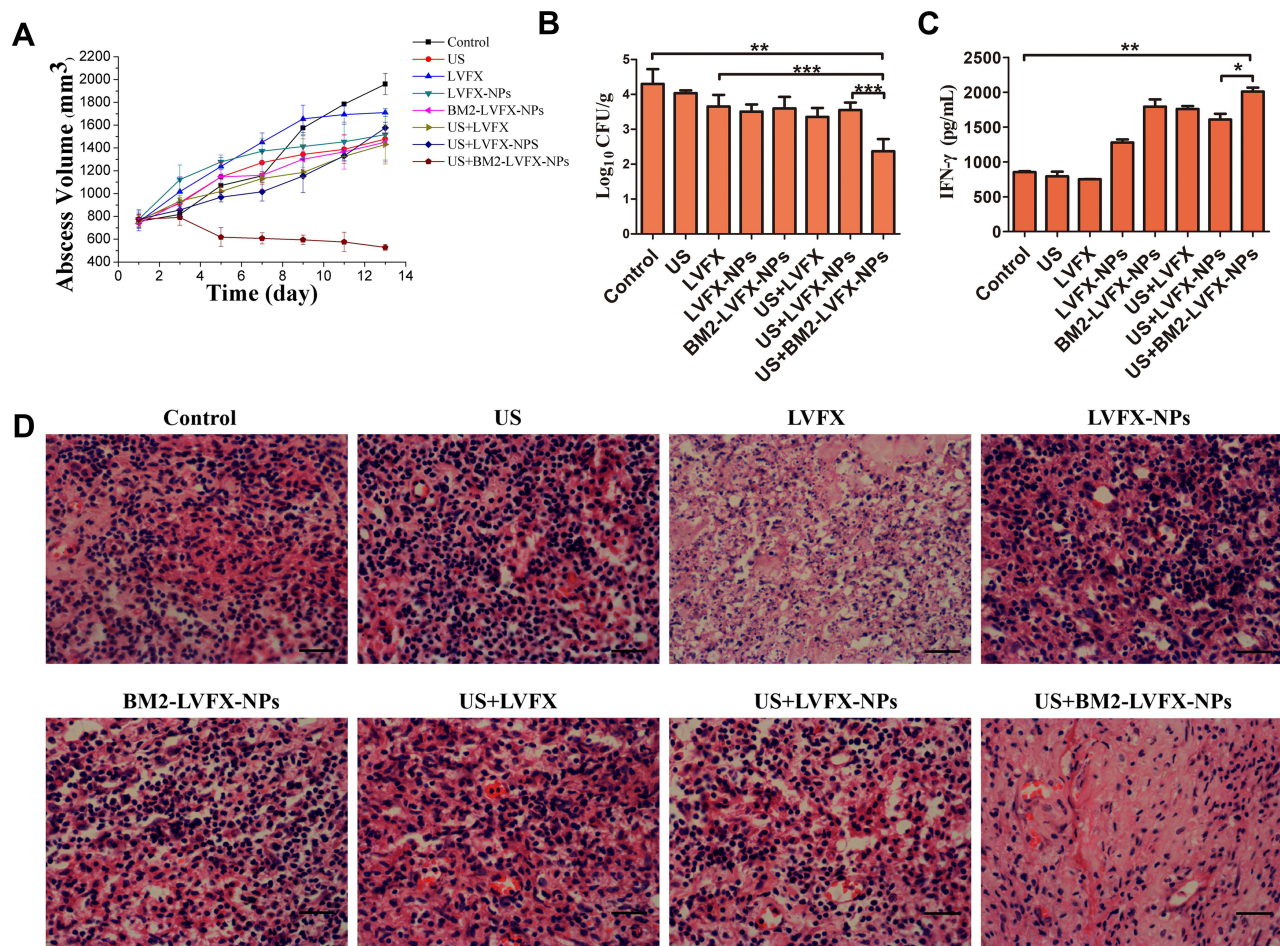 A
Abscess Volume (mm3)
2200
2000
1800
1600
1400
1200
1000
800
600
400
0 2 4 6 8 10 12 14
Time (day)
Control
US
LVFX
LVFX-NPs
BM2-LVFX-NPs
US+LVFX
US+LVFX-NPS
US+BM2-LVFX-NPs
B
Log10 CFU/g
5
4
3
2
1
0
**
***
***
Control
US
LVFX
LVFX-NPs
BM2-LVFX-NPs
US+LVFX
US+LVFX-NPs
US+BM2-LVFX-NPs
C
IFN-γ (pg/mL)
2500
2000
1500
1000
500
0
**
*
Control
US
LVFX
LVFX-NPs
BM2-LVFX-NPs
US+LVFX
US+LVFX-NPs
US+BM2-LVFX-NPs
D
Control
US
LVFX
LVFX-NPs
BM2-LVFX-NPs
US+LVFX
US+LVFX-NPs
US+BM2-LVFX-NPs